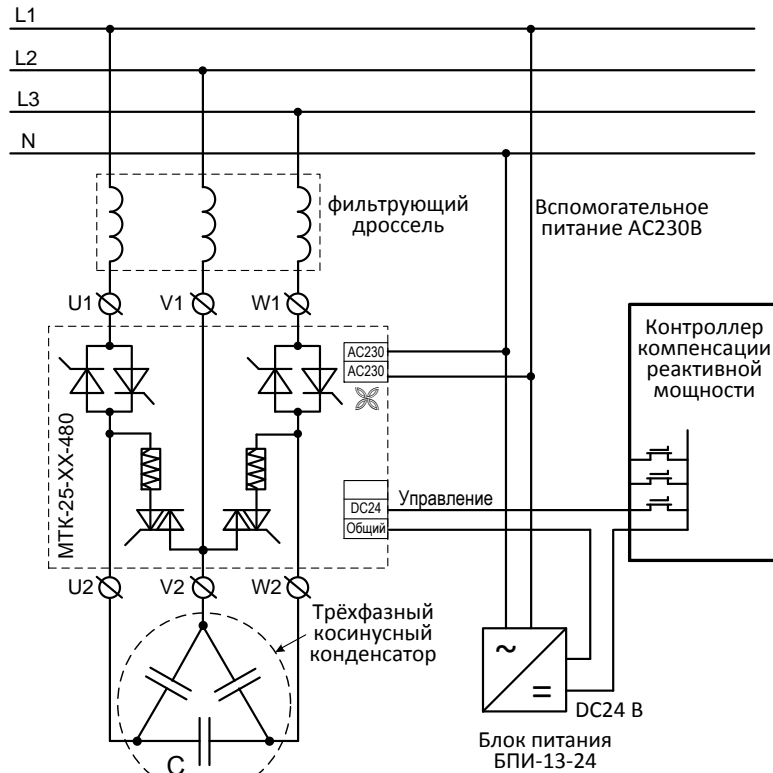 L1
L2
L3
N
фильтрующий
дроссель
Вспомогательное
питание AC230В
U1
V1
W1
Контроллер
компенсации
реактивной
мощности
AC230
AC230
МТК-25-ХХ-480
Управление
DC24
Общий
U2
V2
W2
Трёхфазный
косинусный
конденсатор
~
=
DC24 В
Блок питания
БПИ-13-24
C